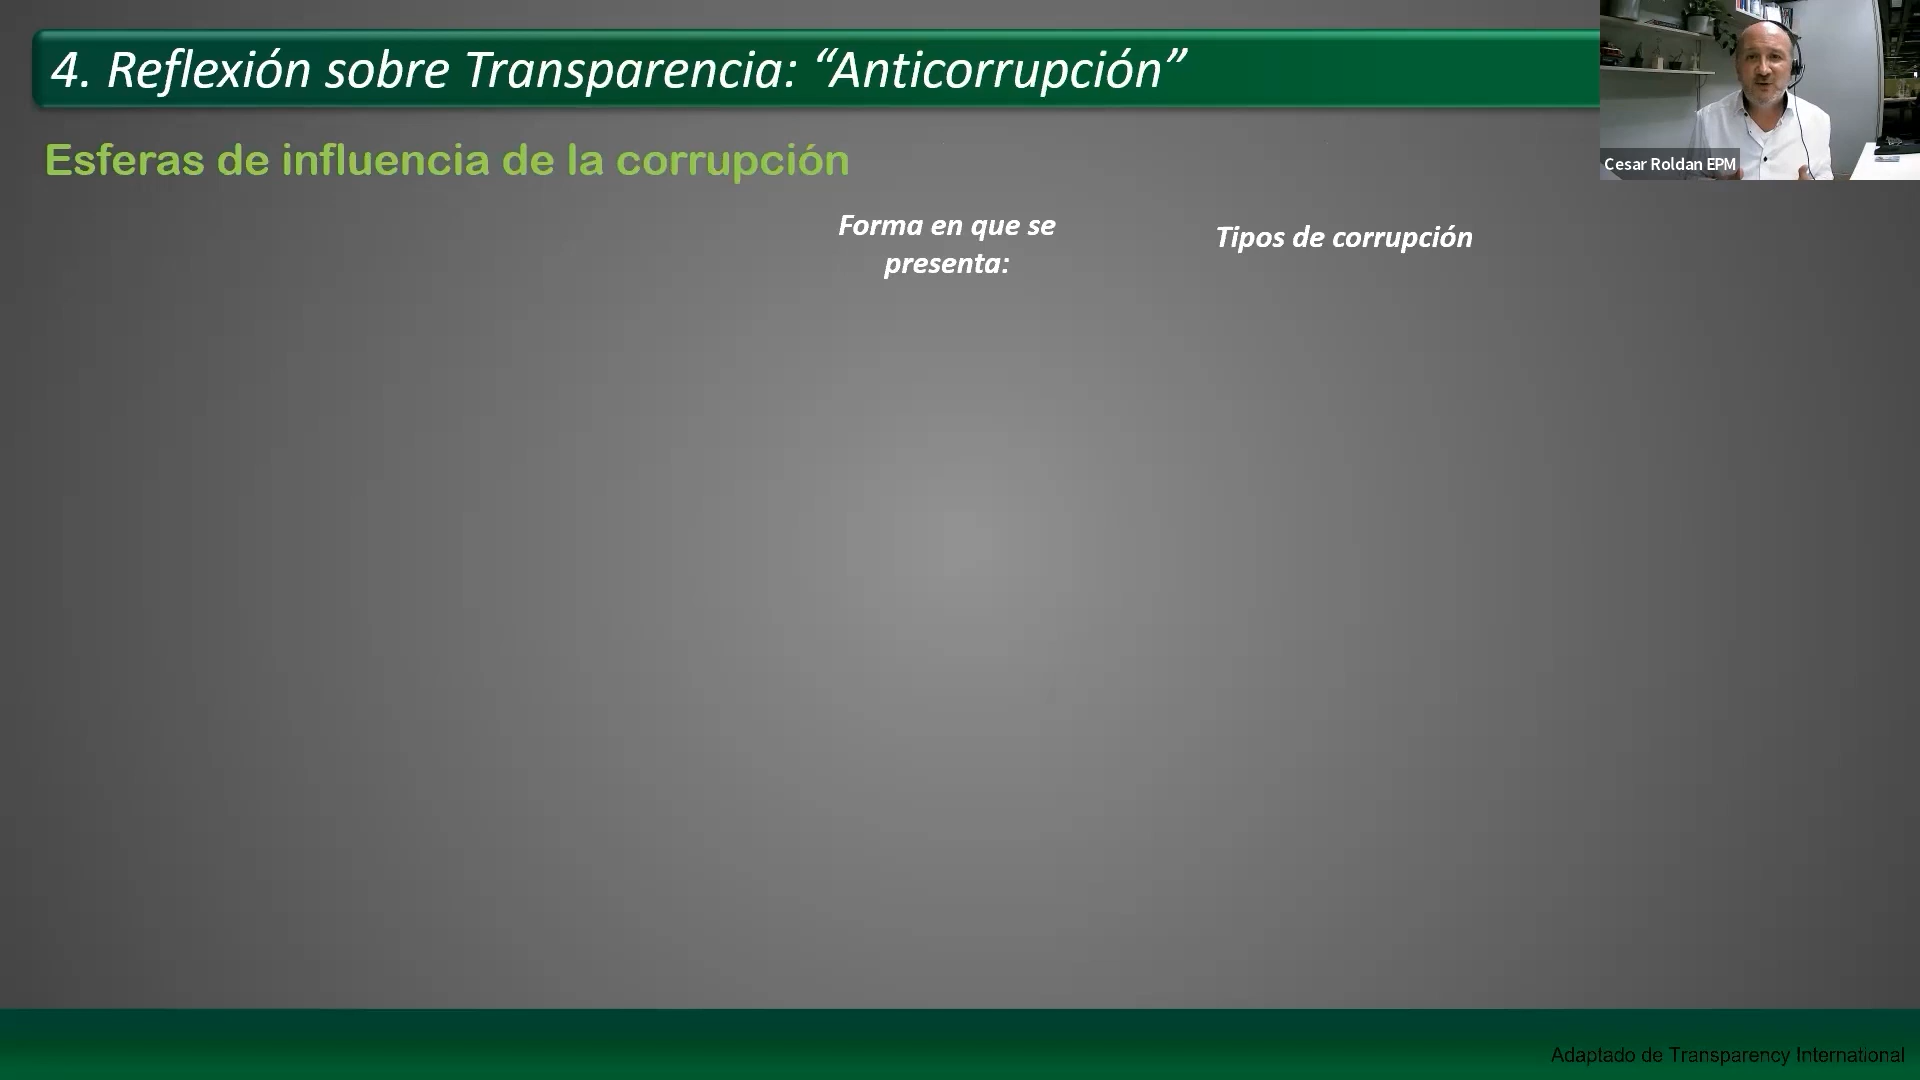 4. Reflexión sobre Transparencia: “Anticorrupción”
Cesar Roldan EPM
Esferas de influencia de la corrupción
Forma en que se
presenta:
Tipos de corrupción
Adaptado de Transparency International